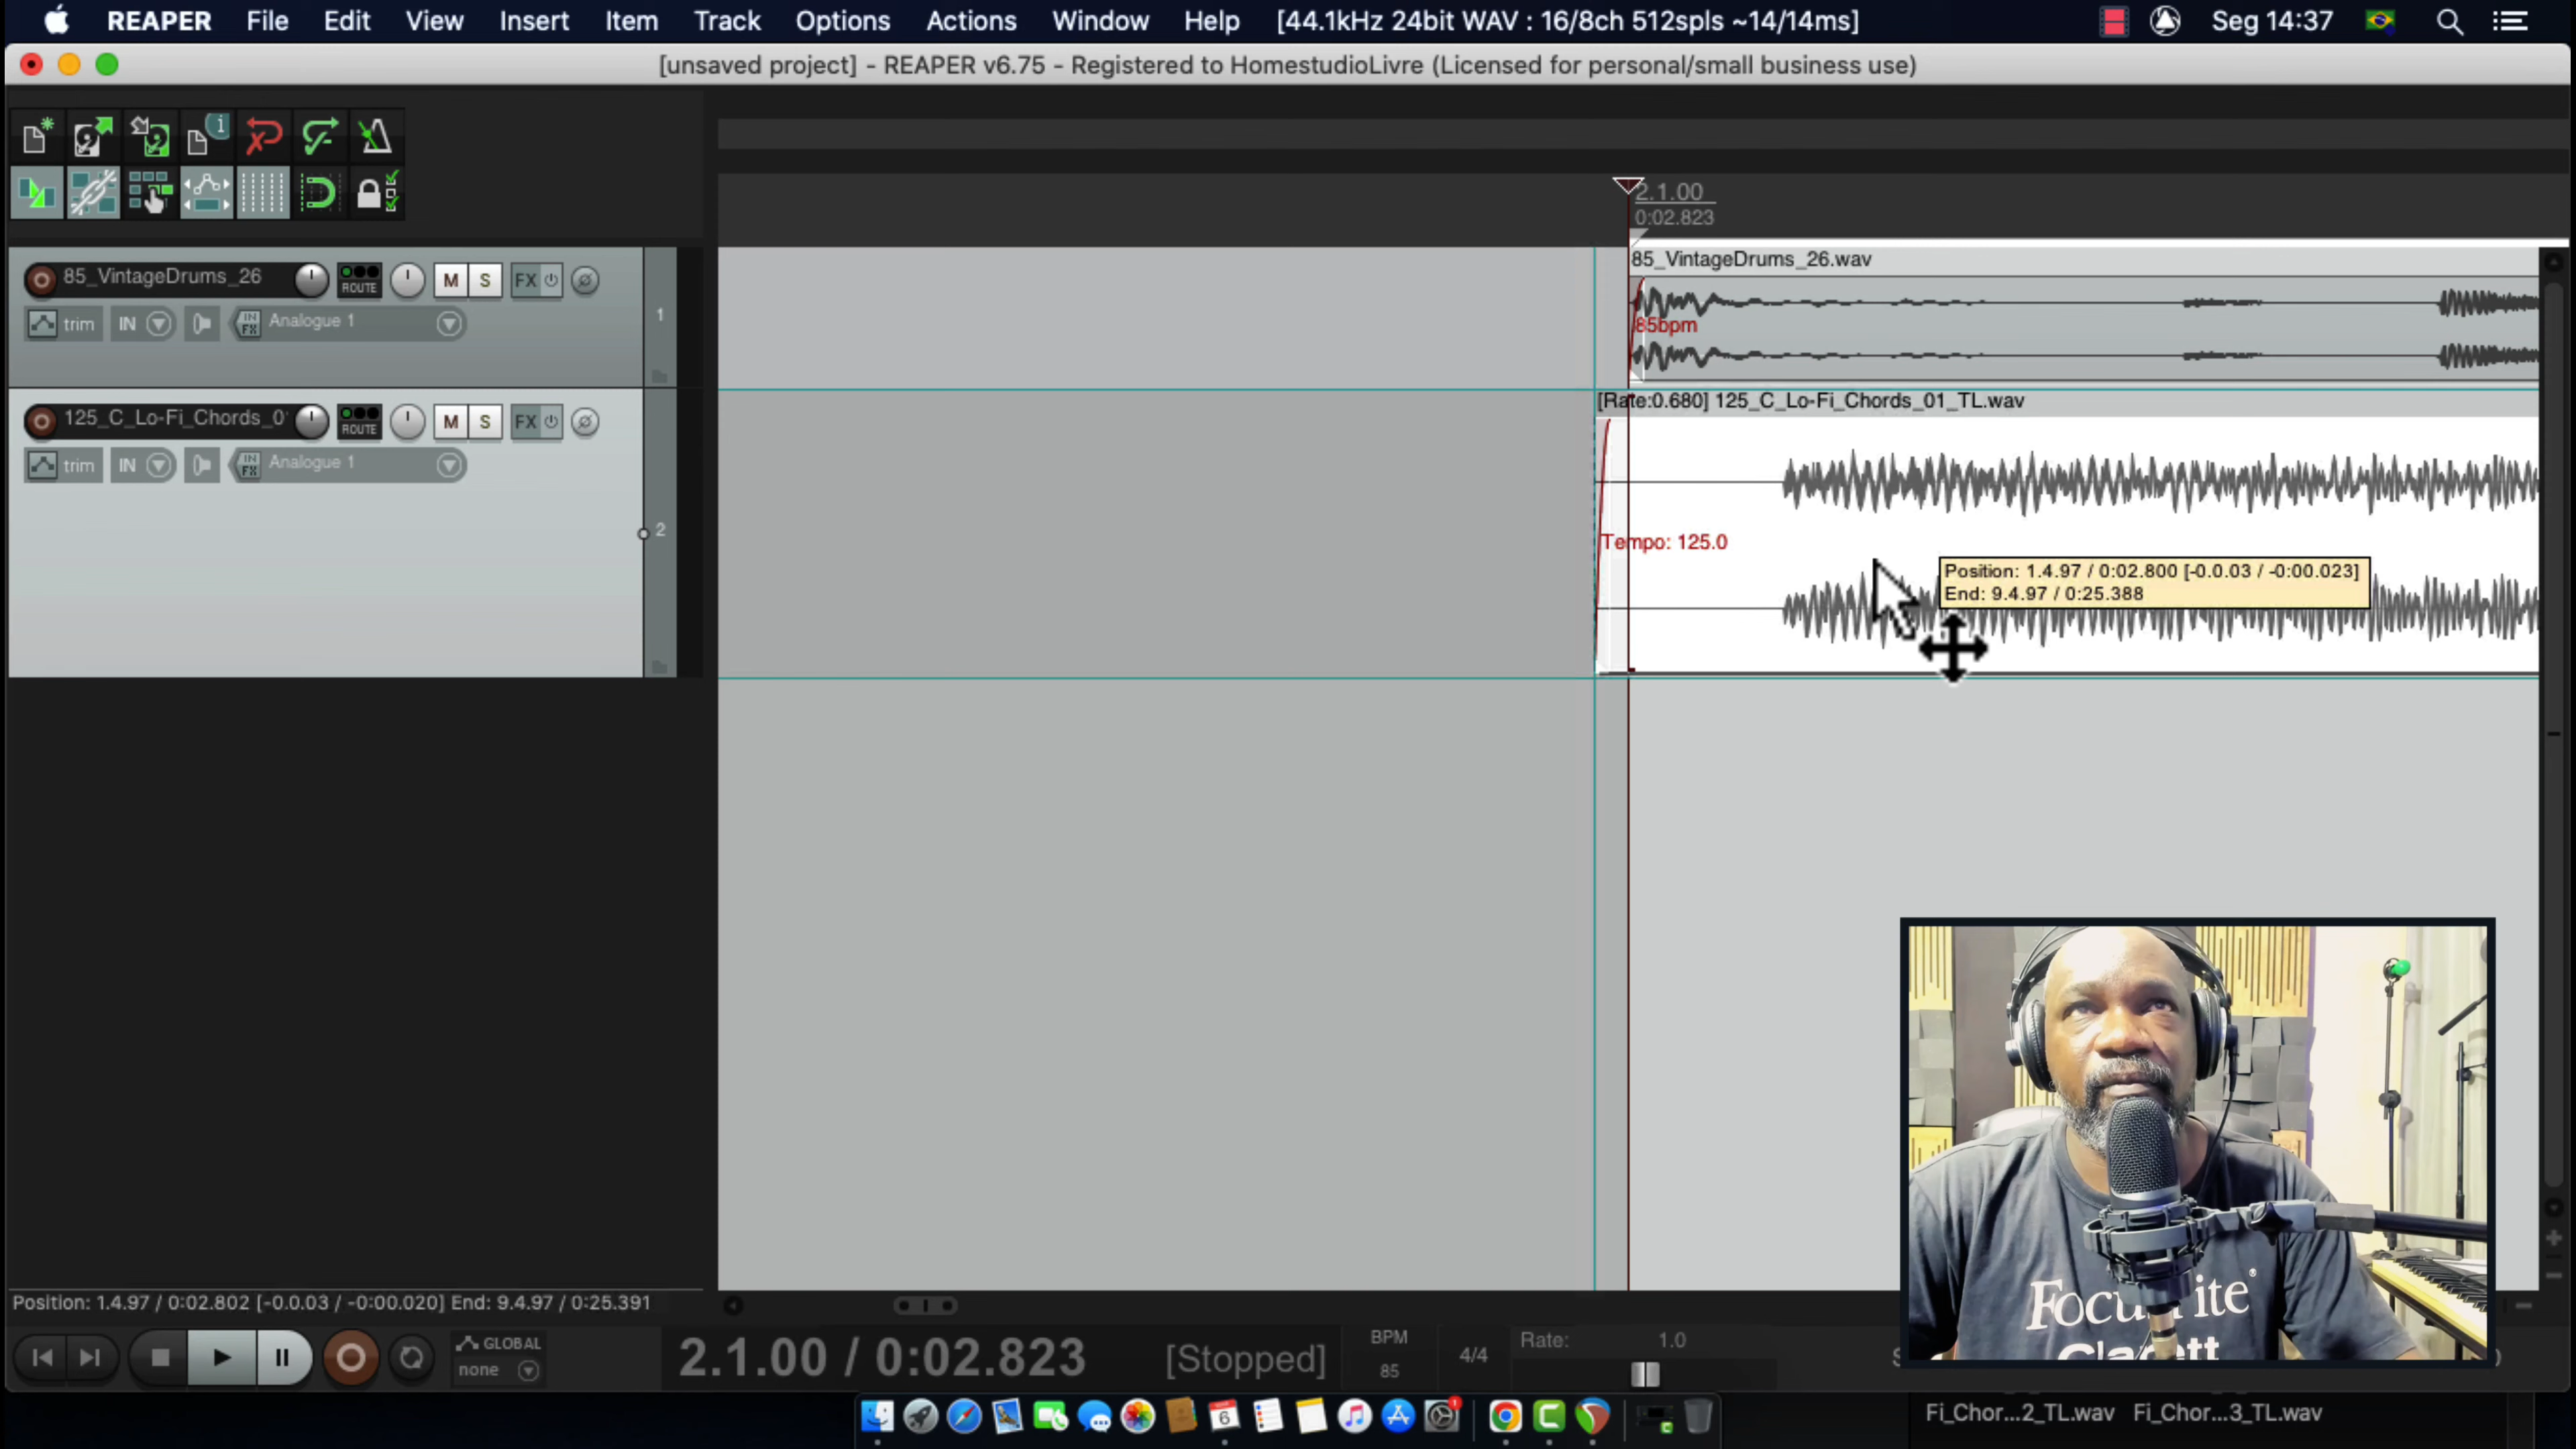 REAPER File Edit View Insert Item Track Options Actions Window Help [44.1kHz 24bit WAV : 16/8ch 512spls ~14/14ms] Seg 14:37
[unsaved project] - REAPER v6.75 - Registered to HomestudioLivre (Licensed for personal/small business use)
2.1.00
0:02.823
85_VintageDrums_26 ROUTE M S FX
trim IN IN FX Analogue 1
1
85_VintageDrums_26.wav
85bpm
125_C_Lo-Fi_Chords_0 ROUTE M S FX
trim IN IN FX Analogue 1
2
[Rate:0.680] 125_C_Lo-Fi_Chords_01_TL.wav
Tempo: 125.0
Position: 1.4.97 / 0:02.800 [-0.0.03 / -0:00.023]
End: 9.4.97 / 0:25.388
Position: 1.4.97 / 0:02.802 [-0.0.03 / -0:00.020] End: 9.4.97 / 0:25.391
GLOBAL
none
2.1.00 / 0:02.823
[Stopped]
BPM
85
4/4
Rate: 1.0
6
Fi_Chor...2_TL.wav Fi_Chor...3_TL.wav